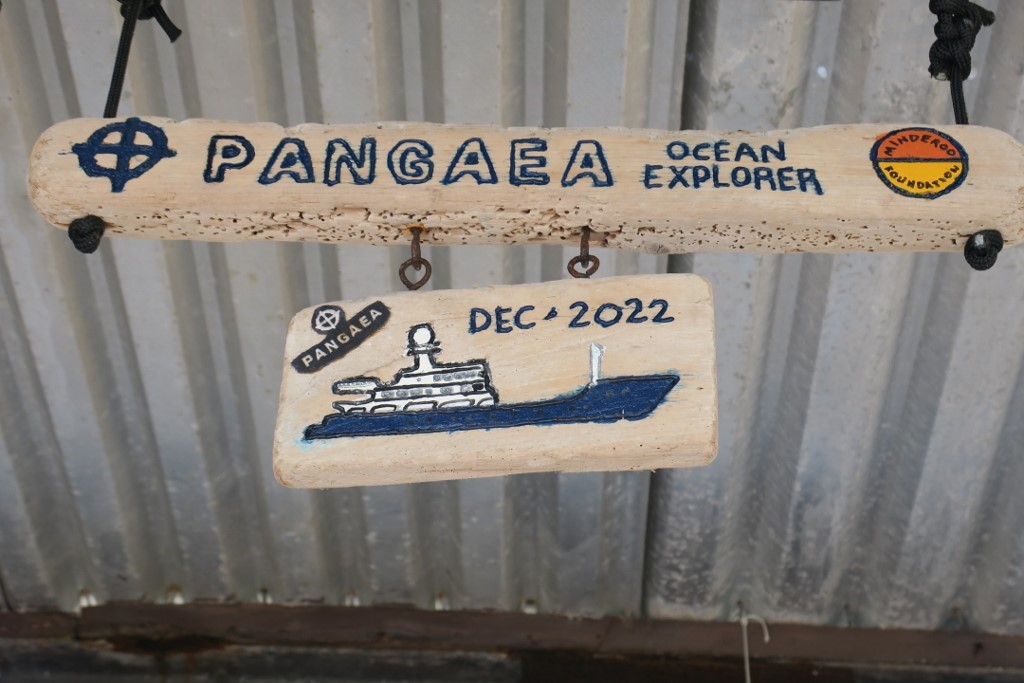 PANGAEA
OCEAN
EXPLORER
MINDEROO
FOUNDATION
PANGAEA
DEC 2022